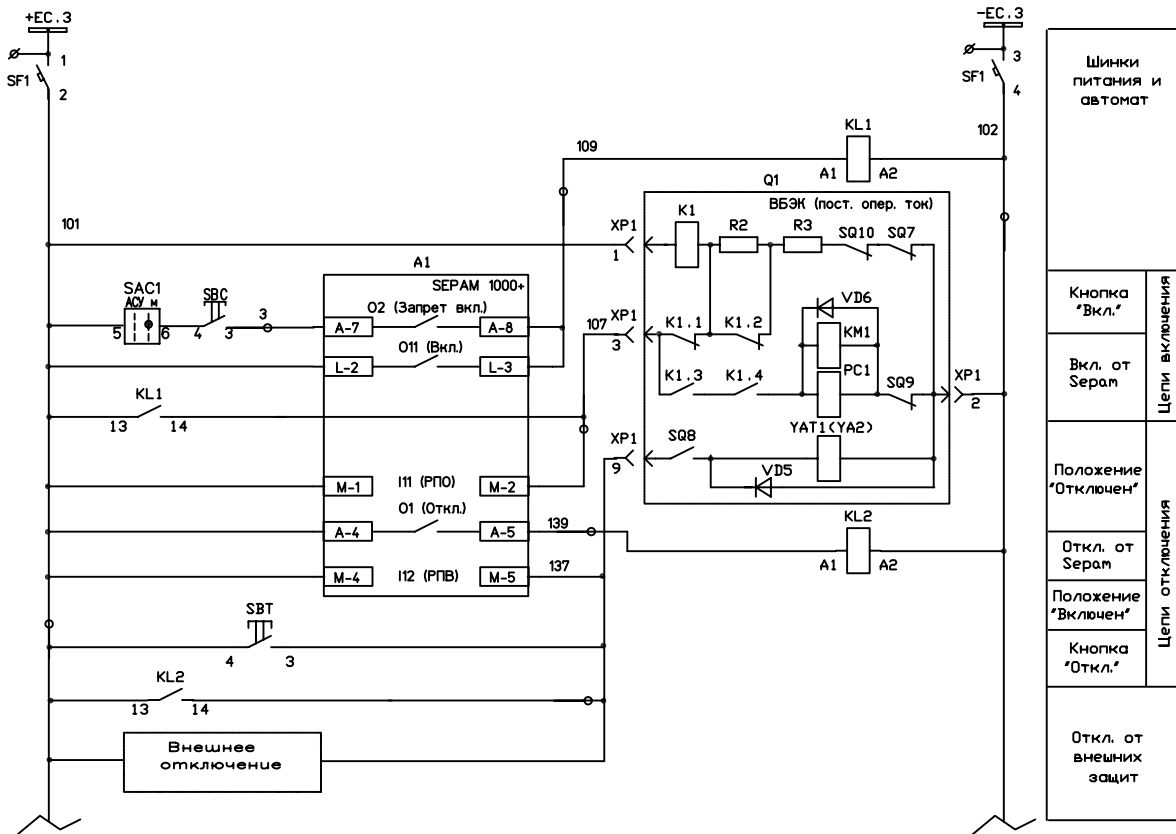 +EC.3
-EC.3
1
SF1
2
3
SF1
4
Шинки
питания и
автомат
102
KL1
109
A1 A2
Q1
ВБЭК (пост. опер. ток)
101
XP1
1
K1
R2
R3
SQ10
SQ7
A1
SEPAM 1000+
SAC1
АСУ м
5
6
SBC
4
3
3
O2 (Запрет вкл.)
A-7
A-8
107
XP1
3
K1.1
K1.2
VD6
KM1
Кнопка
"Вкл."
O11 (Вкл.)
L-2
L-3
K1.3
K1.4
PC1
SQ9
XP1
2
Вкл. от
Sepam
Цепи включения
KL1
13 14
XP1
9
SQ8
YAT1(YA2)
VD5
I11 (РПО)
M-1
M-2
Положение
"Отключен"
O1 (Откл.)
A-4
A-5
139
KL2
A1 A2
Откл. от
Sepam
I12 (РПВ)
M-4
M-5
137
Положение
"Включен"
SBT
4
3
Кнопка
"Откл."
Цепи отключения
KL2
13 14
Внешнее
отключение
Откл. от
внешних
защит